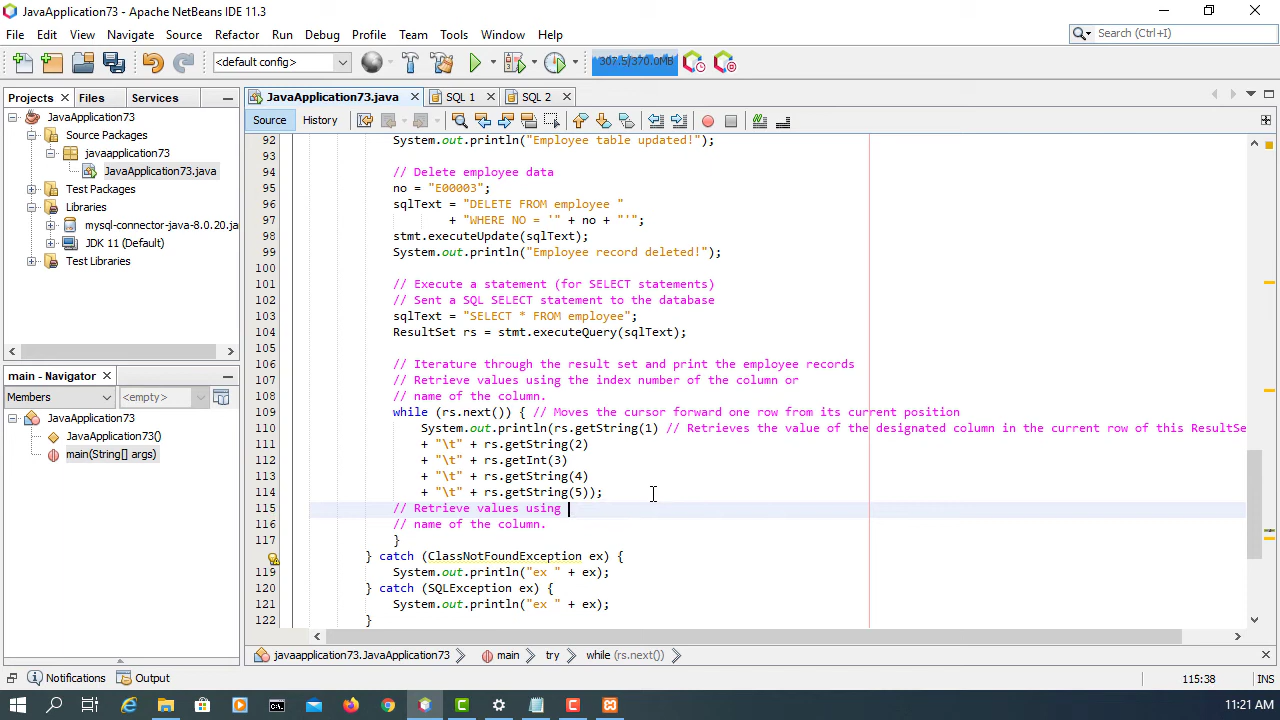 JavaApplication73 - Apache NetBeans IDE 11.3
File Edit View Navigate Source Refactor Run Debug Profile Team Tools Window Help
Search (Ctrl+I)
<default config>
307.5/370.0MB
Projects Files Services
JavaApplication73.java SQL 1 SQL 2
JavaApplication73
Source Packages
javaapplication73
JavaApplication73.java
Test Packages
Libraries
mysql-connector-java-8.0.20.ja
JDK 11 (Default)
Test Libraries
main - Navigator
Members <empty>
JavaApplication73
JavaApplication73()
main(String[] args)
Source History
92 System.out.println("Employee table updated!");
93
94 // Delete employee data
95 no = "E00003";
96 sqlText = "DELETE FROM employee "
97 + "WHERE NO = '" + no + "'";
98 stmt.executeUpdate(sqlText);
99 System.out.println("Employee record deleted!");
100
101 // Execute a statement (for SELECT statements)
102 // Sent a SQL SELECT statement to the database
103 sqlText = "SELECT * FROM employee";
104 ResultSet rs = stmt.executeQuery(sqlText);
105
106 // Iterature through the result set and print the employee records
107 // Retrieve values using the index number of the column or
108 // name of the column.
109 while (rs.next()) { // Moves the cursor forward one row from its current position
110 System.out.println(rs.getString(1) // Retrieves the value of the designated column in the current row of this ResultSe
111 + "\t" + rs.getString(2)
112 + "\t" + rs.getInt(3)
113 + "\t" + rs.getString(4)
114 + "\t" + rs.getString(5));
115 // Retrieve values using
116 // name of the column.
117 }
} catch (ClassNotFoundException ex) {
119 System.out.println("ex " + ex);
120 } catch (SQLException ex) {
121 System.out.println("ex " + ex);
122 }
javaapplication73.JavaApplication73 main try while (rs.next())
Notifications Output
115:38 INS
11:21 AM